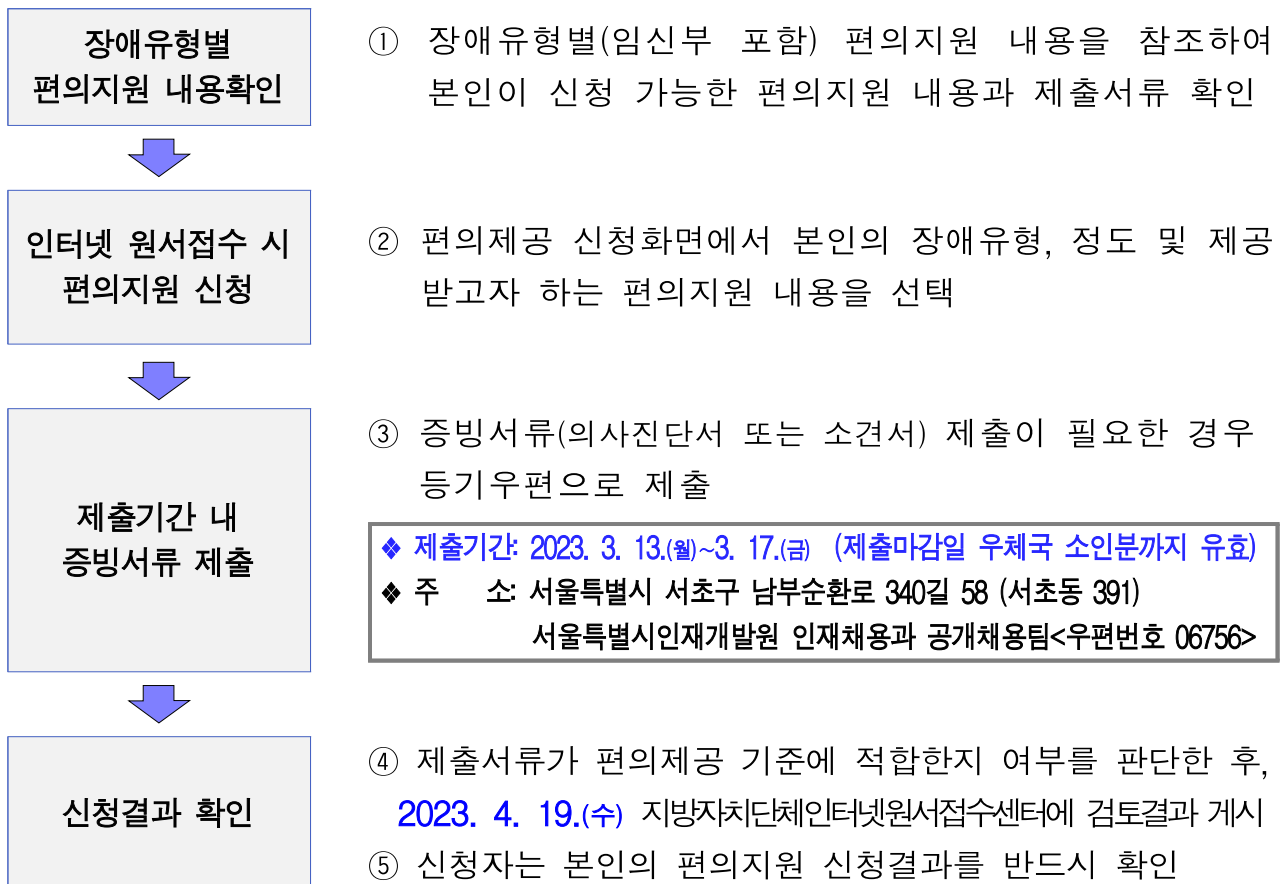 장애유형별
편의지원 내용확인
① 장애유형별(임신부 포함) 편의지원 내용을 참조하여
본인이 신청 가능한 편의지원 내용과 제출서류 확인
인터넷 원서접수 시
편의지원 신청
② 편의제공 신청화면에서 본인의 장애유형, 정도 및 제공
받고자 하는 편의지원 내용을 선택
제출기간 내
증빙서류 제출
③ 증빙서류(의사진단서 또는 소견서) 제출이 필요한 경우
등기우편으로 제출
❖ 제출기간: 2023. 3. 13.(월)~3. 17.(금) (제출마감일 우체국 소인분까지 유효)
❖ 주 소: 서울특별시 서초구 남부순환로 340길 58 (서초동 391)
서울특별시인재개발원 인재채용과 공개채용팀<우편번호 06756>
신청결과 확인
④ 제출서류가 편의제공 기준에 적합한지 여부를 판단한 후,
2023. 4. 19.(수) 지방자치단체인터넷원서접수센터에 검토결과 게시
⑤ 신청자는 본인의 편의지원 신청결과를 반드시 확인